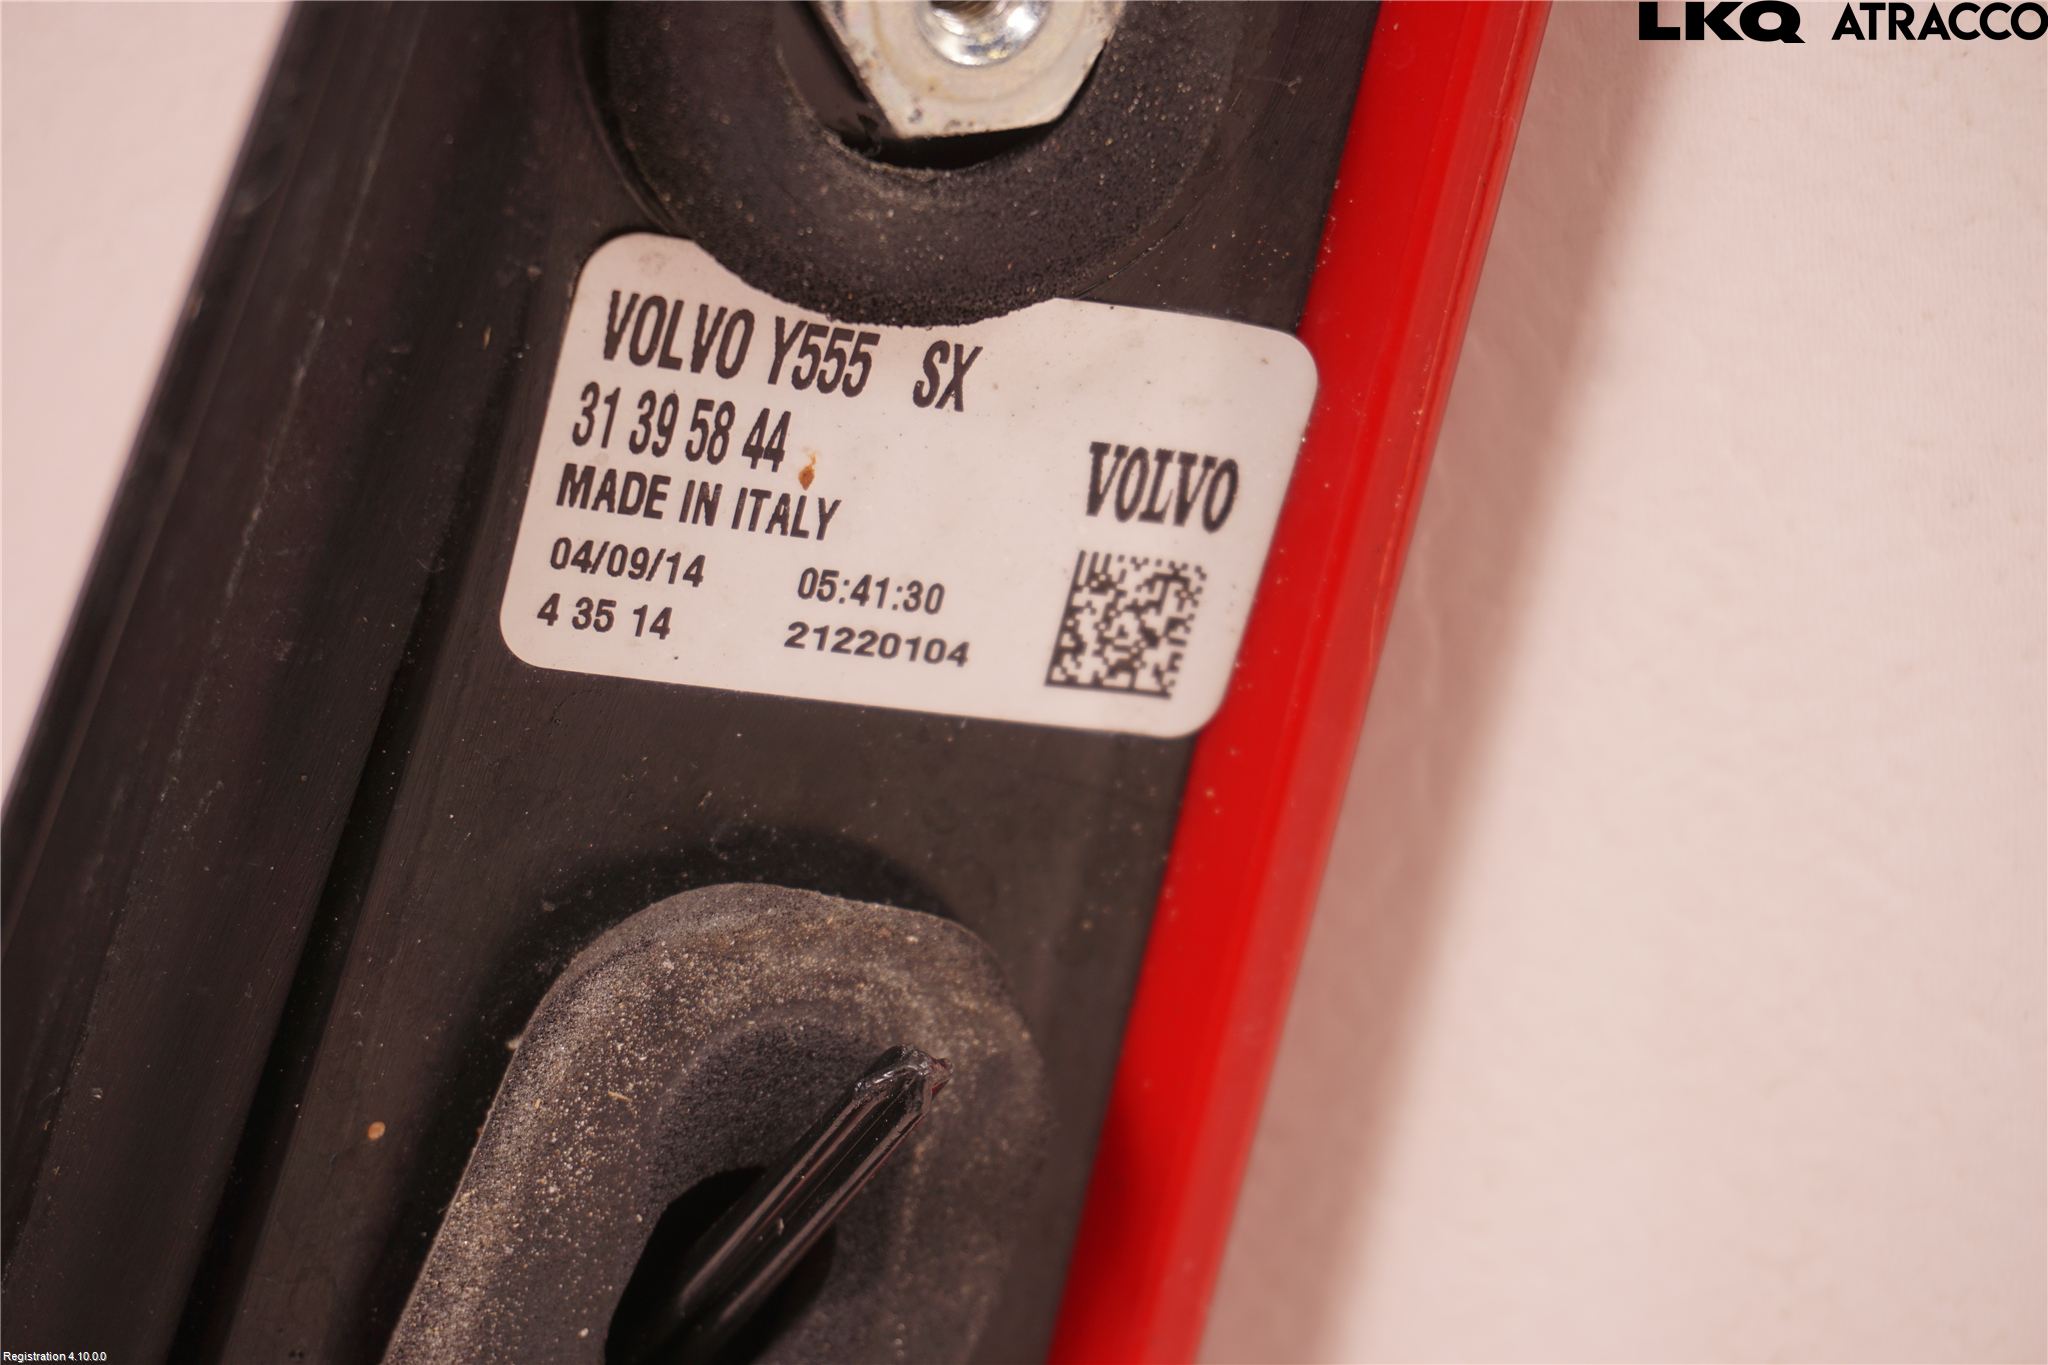 LKQ ATRACCO
VOLVO Y555 SX
31 39 58 44
MADE IN ITALY
04/09/14 05:41:30
4 35 14 21220104
VOLVO
Registration 4.10.0.0